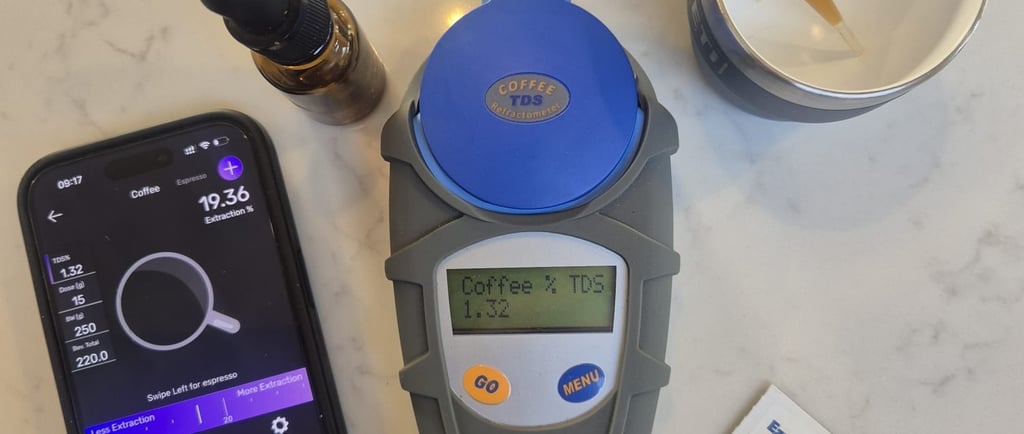 09:17
Coffee
Espresso
+
19.36
Extraction %
TDS%
1.32
Dose (g)
15
BW (g)
250
Bev. Total
220.0
Swipe Left for espresso
Less Extraction
More Extraction
20
COFFEE
TDS
Refractometer
Coffee % TDS
1.32
GO
MENU